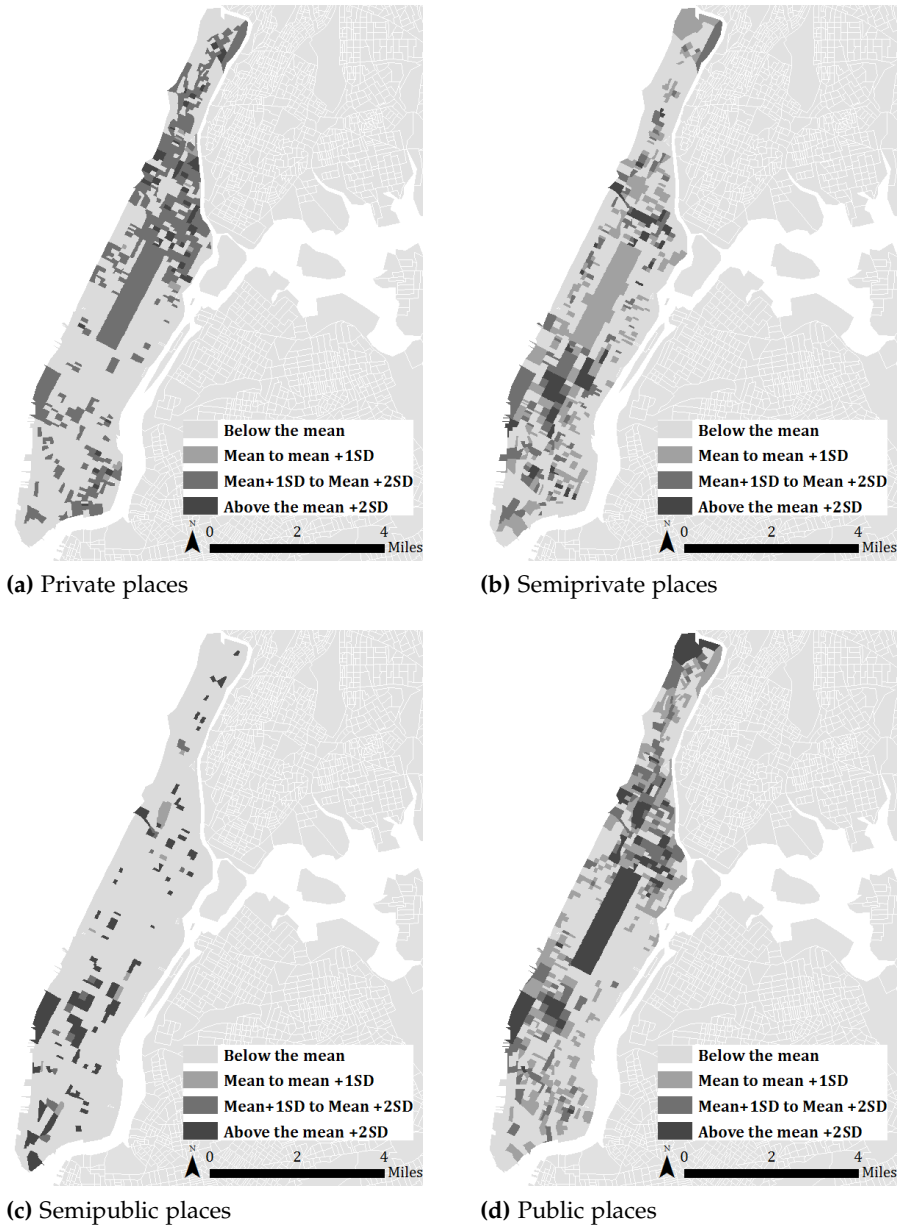 Below the mean
Mean to mean +1SD
Mean+1SD to Mean +2SD
Above the mean +2SD
N
0 2 4
Miles
(a) Private places
Below the mean
Mean to mean +1SD
Mean+1SD to Mean +2SD
Above the mean +2SD
N
0 2 4
Miles
(b) Semiprivate places
Below the mean
Mean to mean +1SD
Mean+1SD to Mean +2SD
Above the mean +2SD
N
0 2 4
Miles
(c) Semipublic places
Below the mean
Mean to mean +1SD
Mean+1SD to Mean +2SD
Above the mean +2SD
N
0 2 4
Miles
(d) Public places